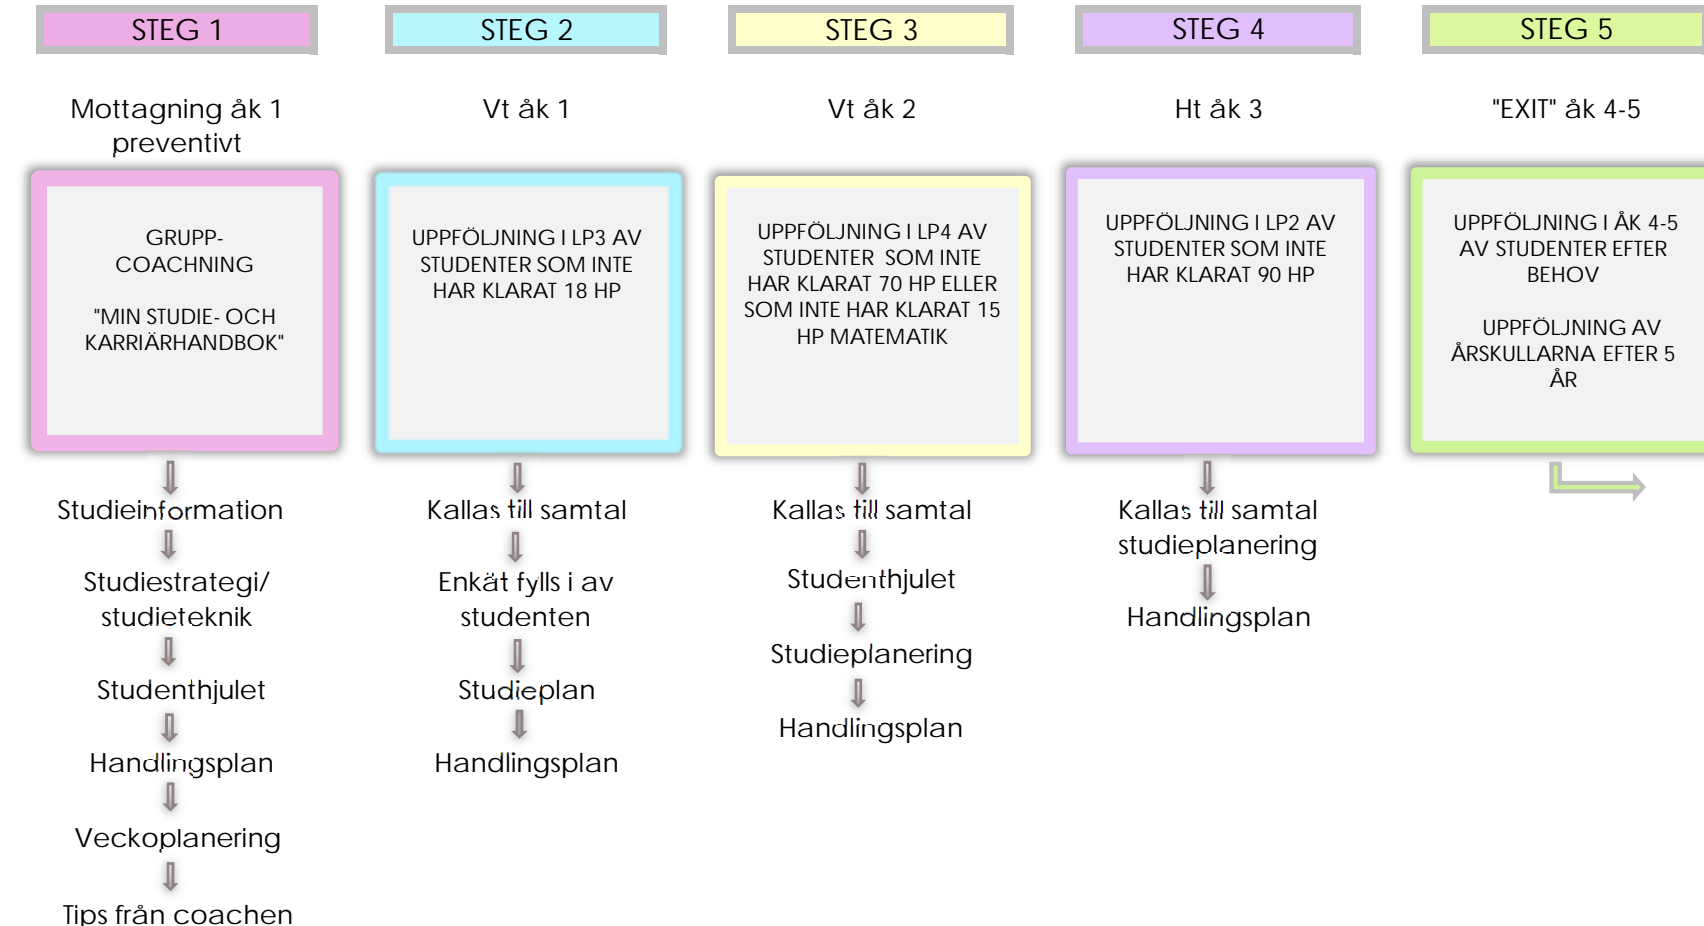 STEG 1
Mottagning åk 1
preventivt
GRUPP-
COACHNING
"MIN STUDIE- OCH
KARRIÄRHANDBOK"
Studieinformation
Studiestrategi/
studieteknik
Studenthjulet
Handlingsplan
Veckoplanering
Tips från coachen
STEG 2
Vt åk 1
UPPFÖLJNING I LP3 AV
STUDENTER SOM INTE
HAR KLARAT 18 HP
Kallas till samtal
Enkät fylls i av
studenten
Studieplan
Handlingsplan
STEG 3
Vt åk 2
UPPFÖLJNING I LP4 AV
STUDENTER SOM INTE
HAR KLARAT 70 HP ELLER
SOM INTE HAR KLARAT 15
HP MATEMATIK
Kallas till samtal
Studenthjulet
Studieplanering
Handlingsplan
STEG 4
Ht åk 3
UPPFÖLJNING I LP2 AV
STUDENTER SOM INTE
HAR KLARAT 90 HP
Kallas till samtal
studieplanering
Handlingsplan
STEG 5
"EXIT" åk 4-5
UPPFÖLJNING I ÅK 4-5
AV STUDENTER EFTER
BEHOV
UPPFÖLJNING AV
ÅRSKULLARNA EFTER 5
ÅR